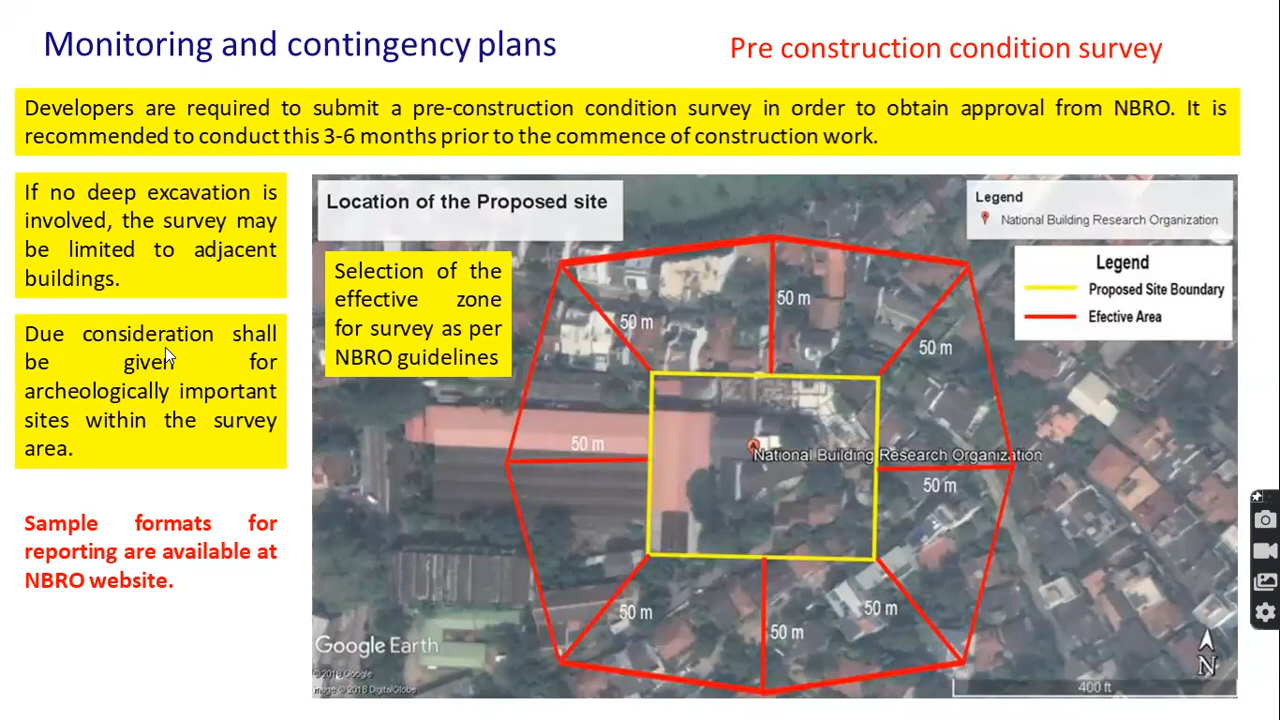 Monitoring and contingency plans
Pre construction condition survey
Developers are required to submit a pre-construction condition survey in order to obtain approval from NBRO. It is
recommended to conduct this 3-6 months prior to the commence of construction work.
If no deep excavation is
involved, the survey may
be limited to adjacent
buildings.
Due consideration shall
be given for
archeologically important
sites within the survey
area.
Sample formats for
reporting are available at
NBRO website.
Location of the Proposed site
Selection of the
effective zone
for survey as per
NBRO guidelines
Legend
National Building Research Organization
Legend
Proposed Site Boundary
Efective Area
50 m
50 m
50 m
50 m
National Building Research Organization
50 m
50 m
50 m
50 m
Google Earth
©2018 Google
Image © 2018 DigitalGlobe
N
400 ft